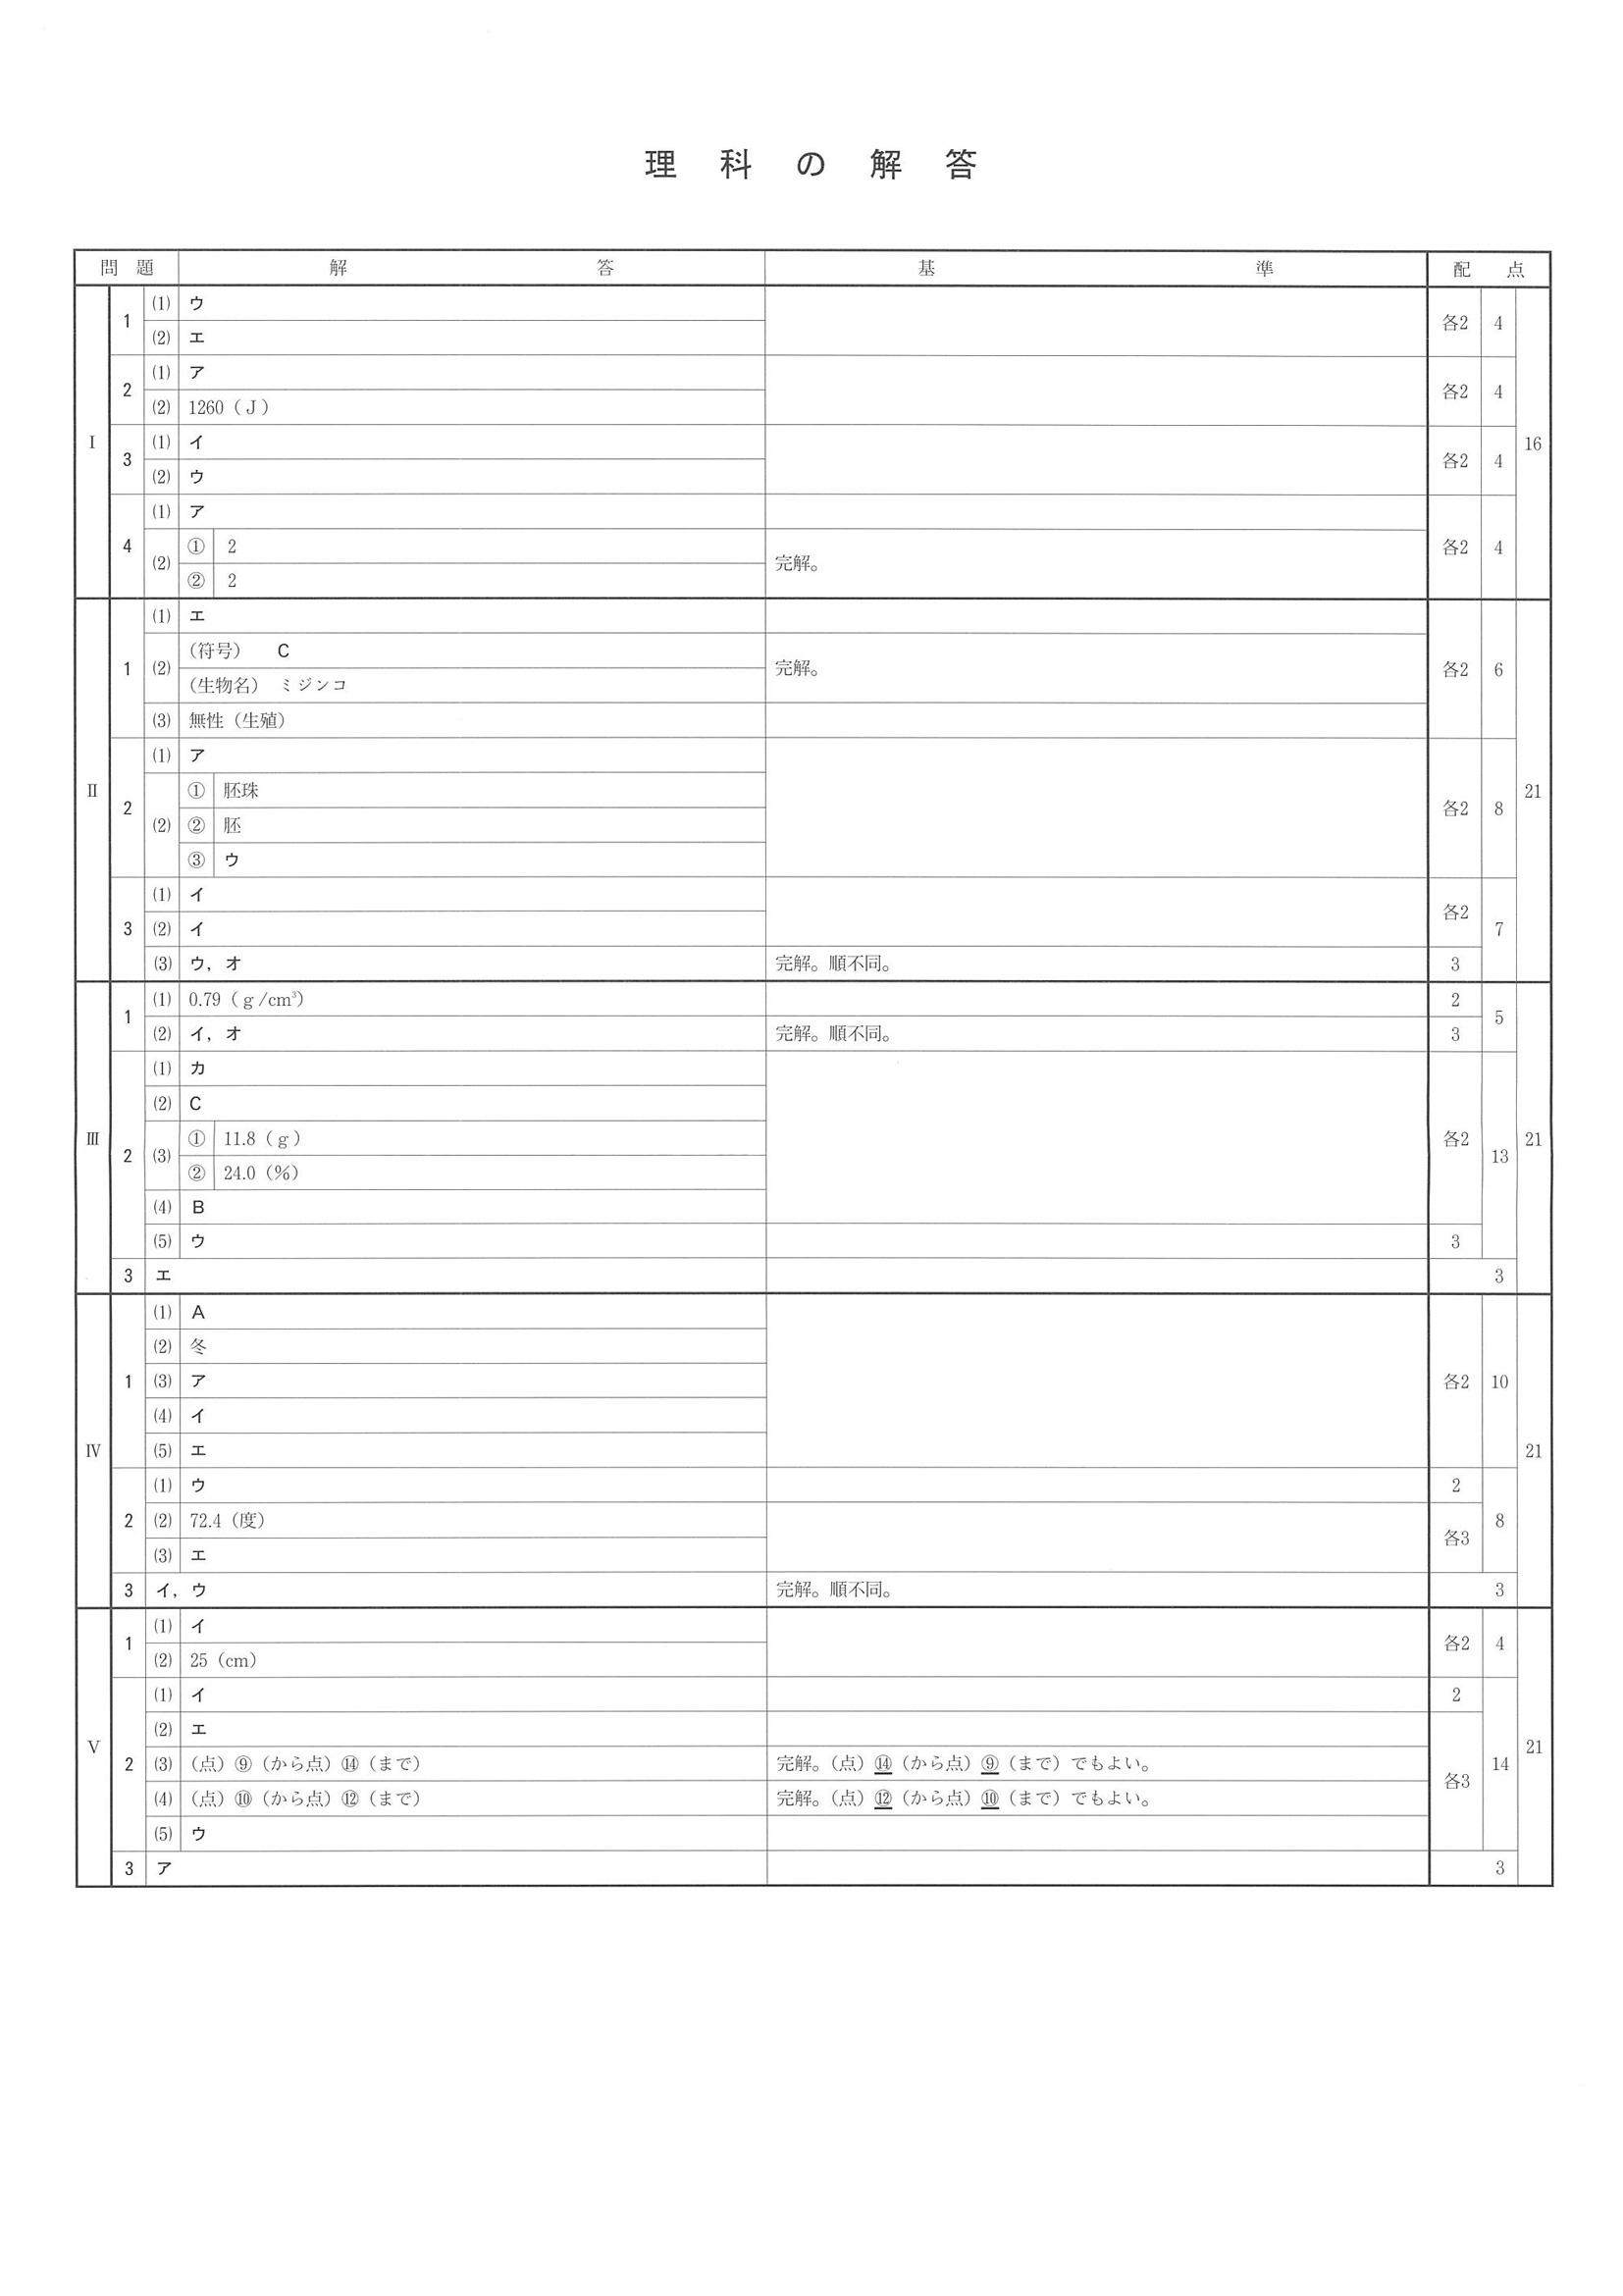 理科の解答
問題 解答 基準 配点
Ⅰ 1 (1) ウ 各2 4 16
(2) エ
2 (1) ア 各2 4
(2) 1260（J）
3 (1) イ 各2 4
(2) ウ
4 (1) ア 各2 4
(2) ① 2 完解。
② 2
Ⅱ 1 (1) エ 各2 6 21
(2) （符号） C 完解。
（生物名） ミジンコ
(3) 無性（生殖）
2 (1) ア 各2 8
(2) ① 胚珠
② 胚
③ ウ
3 (1) イ 各2 7
(2) イ
(3) ウ，オ 完解。順不同。 3
Ⅲ 1 (1) 0.79（g/cm³） 2 5 21
(2) イ，オ 完解。順不同。 3
2 (1) カ 各2 13
(2) C
(3) ① 11.8（g）
② 24.0（%）
(4) B
(5) ウ 3
3 エ 3
Ⅳ 1 (1) A 各2 10 21
(2) 冬
(3) ア
(4) イ
(5) エ
2 (1) ウ 2 8
(2) 72.4（度） 各3
(3) エ
3 イ，ウ 完解。順不同。 3
Ⅴ 1 (1) イ 各2 4 21
(2) 25（cm）
2 (1) イ 2 14
(2) エ 各3
(3) （点）⑨（から点）⑭（まで） 完解。（点）⑭（から点）⑨（まで）でもよい。
(4) （点）⑩（から点）⑫（まで） 完解。（点）⑫（から点）⑩（まで）でもよい。
(5) ウ
3 ア 3